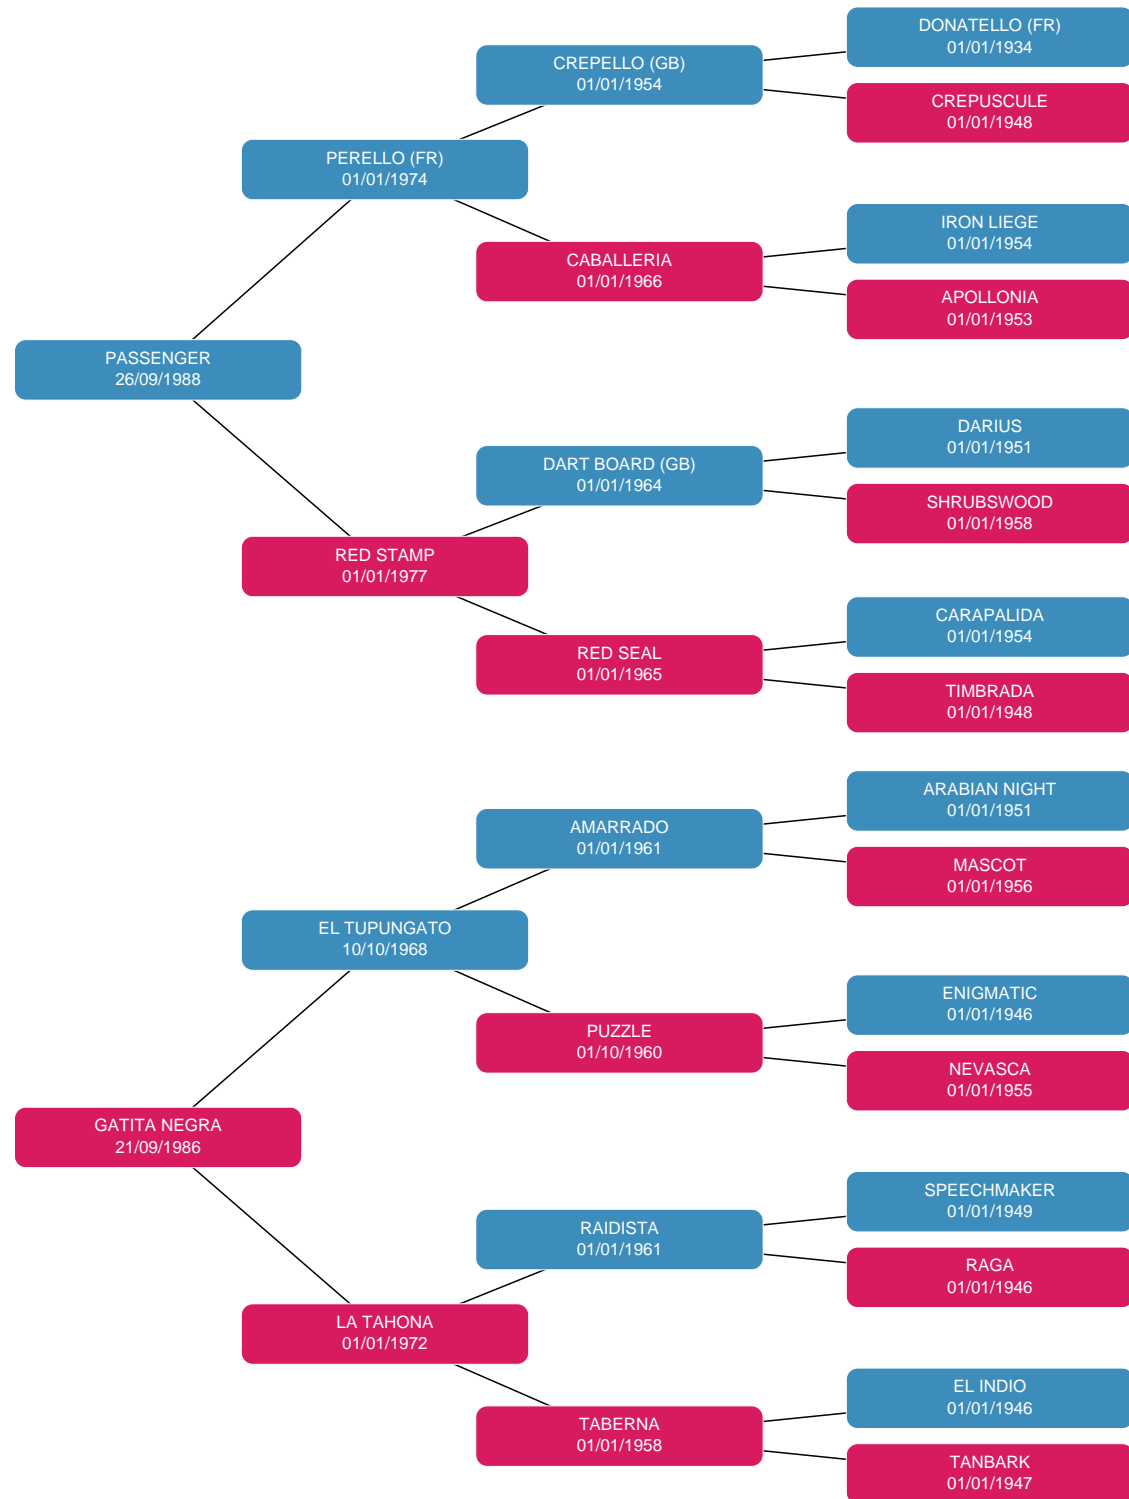 DONATELLO (FR)
01/01/1934
CREPELLO (GB)
01/01/1954
CREPUSCULE
01/01/1948
PERELLO (FR)
01/01/1974
IRON LIEGE
01/01/1954
CABALLERIA
01/01/1966
APOLLONIA
01/01/1953
PASSENGER
26/09/1988
DARIUS
01/01/1951
DART BOARD (GB)
01/01/1964
SHRUBSWOOD
01/01/1958
RED STAMP
01/01/1977
CARAPALIDA
01/01/1954
RED SEAL
01/01/1965
TIMBRADA
01/01/1948
ARABIAN NIGHT
01/01/1951
AMARRADO
01/01/1961
MASCOT
01/01/1956
EL TUPUNGATO
10/10/1968
ENIGMATIC
01/01/1946
PUZZLE
01/10/1960
NEVASCA
01/01/1955
GATITA NEGRA
21/09/1986
SPEECHMAKER
01/01/1949
RAIDISTA
01/01/1961
RAGA
01/01/1946
LA TAHONA
01/01/1972
EL INDIO
01/01/1946
TABERNA
01/01/1958
TANBARK
01/01/1947